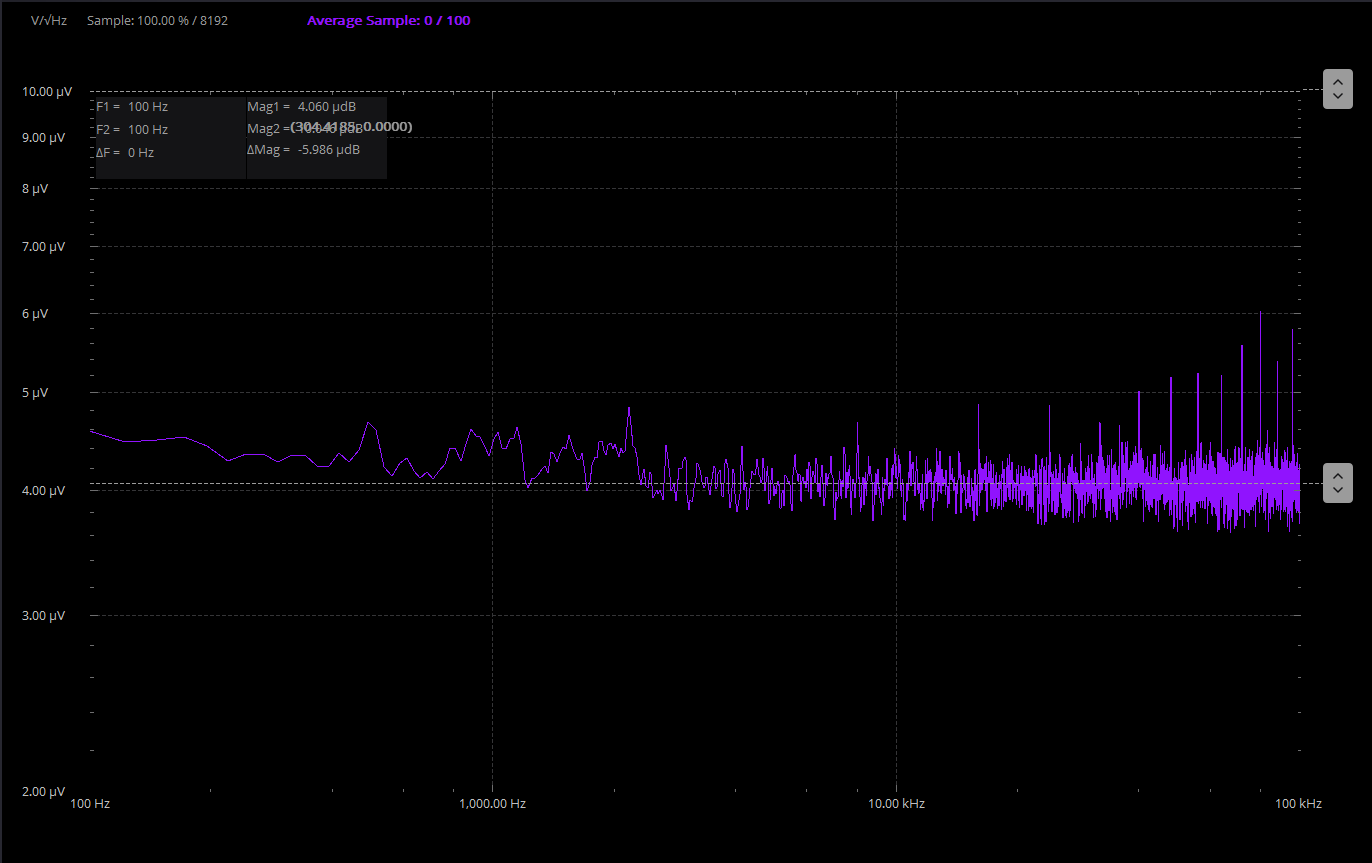 V/√Hz Sample: 100.00 % / 8192 Average Sample: 0 / 100
10.00 µV
F1 = 100 Hz Mag1 = 4.060 µdB
F2 = 100 Hz Mag2 = (304.4185, 0.0000)
9.00 µV
ΔF = 0 Hz ΔMag = -5.986 µdB
8 µV
7.00 µV
6 µV
5 µV
4.00 µV
3.00 µV
2.00 µV
100 Hz 1,000.00 Hz 10.00 kHz 100 kHz